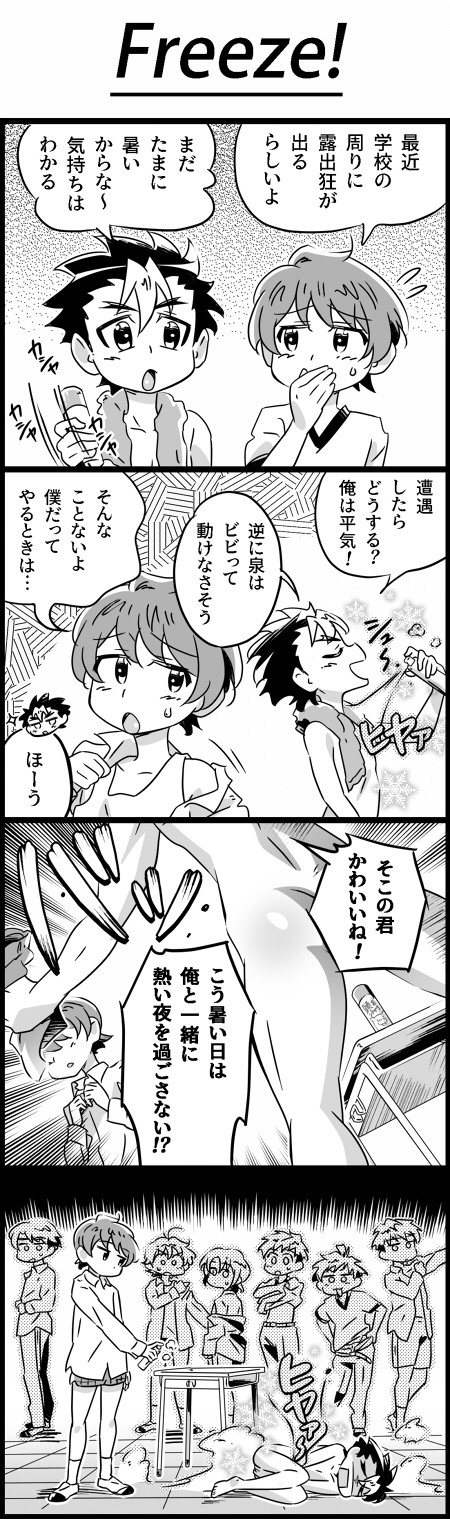 Freeze!
最近
学校の
周りに
露出狂が
出る
らしいよ
まだ
たまに
暑い
からな～
気持ちは
わかる
カシャ
カシャ
遭遇
したら
どうする？
俺は平気！
逆に泉は
ビビって
動けなさそう
そんな
ことないよ
僕だって
やるときは…
ほーう
ヒヤァ
そこの君
かわいいね！
こう暑い日は
俺と一緒に
熱い夜を過ごさない!?
ヒヤァ～